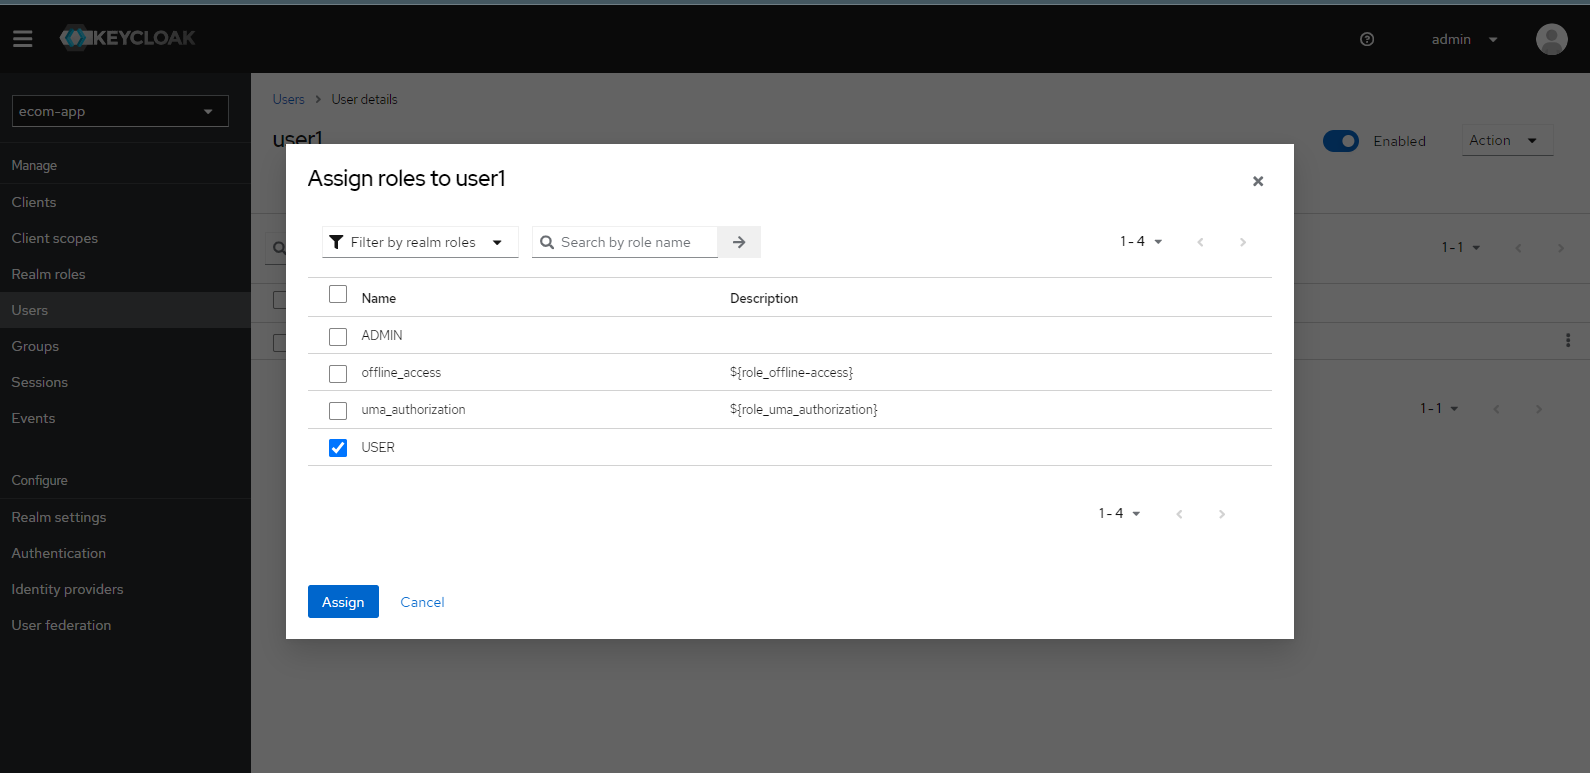 KEYCLOAK
admin
ecom-app
Manage
Clients
Client scopes
Realm roles
Users
Groups
Sessions
Events
Configure
Realm settings
Authentication
Identity providers
User federation
Users > User details
user1
Enabled
Action
1 - 1
1 - 1
Assign roles to user1
Filter by realm roles
Search by role name
1 - 4
Name Description
ADMIN
offline_access ${role_offline-access}
uma_authorization ${role_uma_authorization}
USER
1 - 4
Assign
Cancel